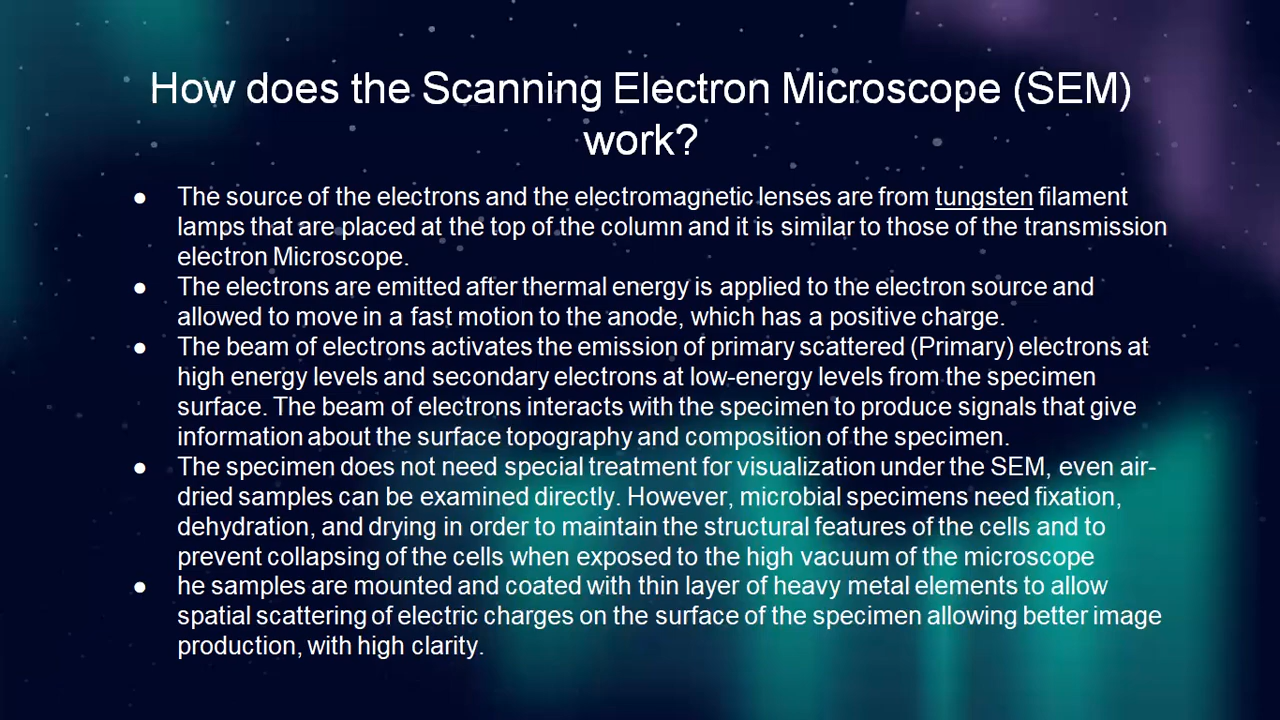 How does the Scanning Electron Microscope (SEM)
work?
● The source of the electrons and the electromagnetic lenses are from tungsten filament
lamps that are placed at the top of the column and it is similar to those of the transmission
electron Microscope.
● The electrons are emitted after thermal energy is applied to the electron source and
allowed to move in a fast motion to the anode, which has a positive charge.
● The beam of electrons activates the emission of primary scattered (Primary) electrons at
high energy levels and secondary electrons at low-energy levels from the specimen
surface. The beam of electrons interacts with the specimen to produce signals that give
information about the surface topography and composition of the specimen.
● The specimen does not need special treatment for visualization under the SEM, even air-
dried samples can be examined directly. However, microbial specimens need fixation,
dehydration, and drying in order to maintain the structural features of the cells and to
prevent collapsing of the cells when exposed to the high vacuum of the microscope
● he samples are mounted and coated with thin layer of heavy metal elements to allow
spatial scattering of electric charges on the surface of the specimen allowing better image
production, with high clarity.